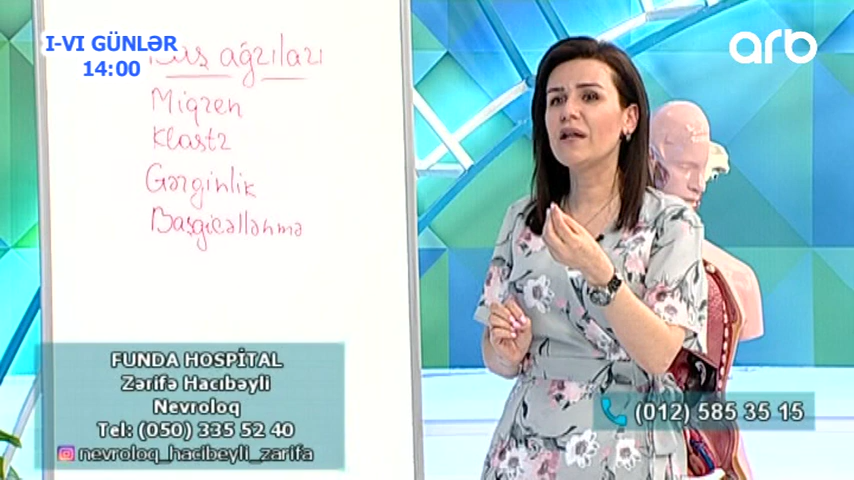 I-VI GÜNLƏR
14:00
Baş ağrıları
Miqren
Klastr
Gərginlik
Başgicəllənmə
arb
FUNDA HOSPİTAL
Zərifə Hacıbəyli
Nevroloq
Tel: (050) 335 52 40
nevroloq_hacibeyli_zarifa
(012) 585 35 15